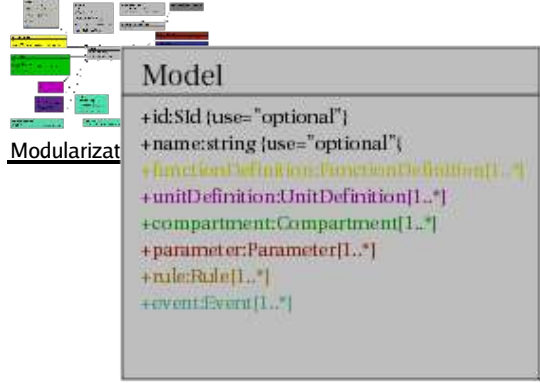 Modularizat
Model
+id:SId {use="optional"}
+name:string {use="optional"{
+functionDefinition:FunctionDefinition[1..*]
+unitDefinition:UnitDefinition[1..*]
+compartment:Compartment[1..*]
+parameter:Parameter[1..*]
+rule:Rule[1..*]
+event:Event[1..*]